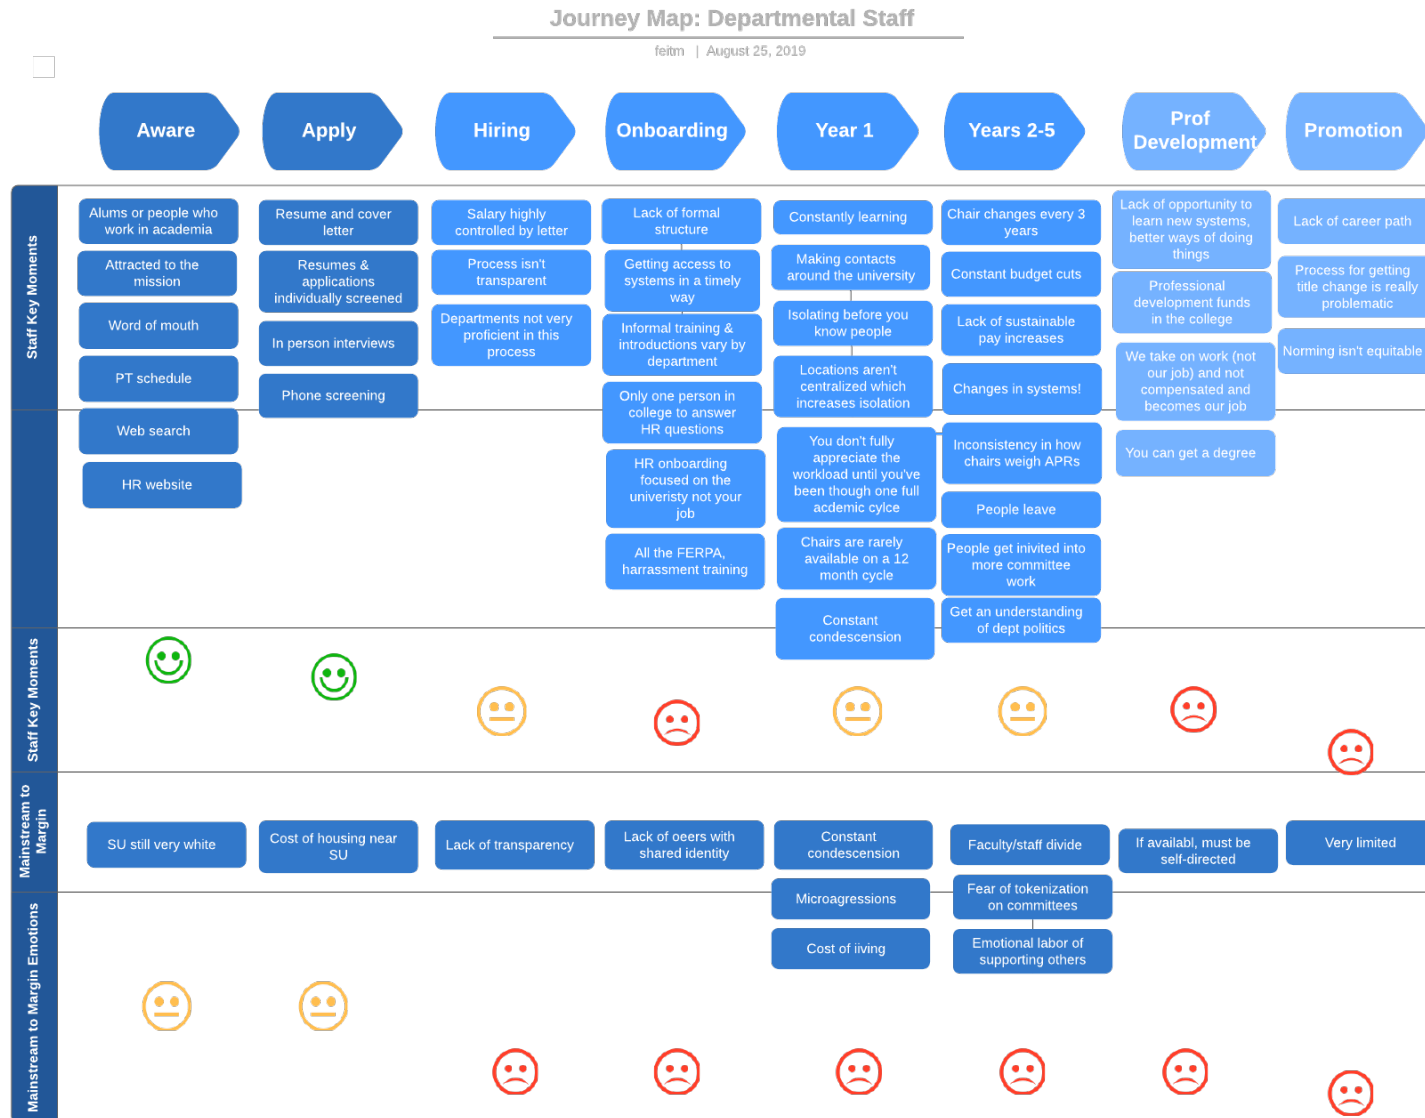 Journey Map: Departmental Staff
feitm | August 25, 2019
Aware
Apply
Hiring
Onboarding
Year 1
Years 2-5
Prof
Development
Promotion
Staff Key Moments
Alums or people who
work in academia
Attracted to the
mission
Word of mouth
PT schedule
Web search
HR website
Resume and cover
letter
Resumes &
applications
individually screened
In person interviews
Phone screening
Salary highly
controlled by letter
Process isn't
transparent
Departments not very
proficient in this
process
Lack of formal
structure
Getting access to
systems in a timely
way
Informal training &
introductions vary by
department
Only one person in
college to answer
HR questions
HR onboarding
focused on the
univeristy not your
job
All the FERPA,
harrassment training
Constantly learning
Making contacts
around the university
Isolating before you
know people
Locations aren't
centralized which
increases isolation
You don't fully
appreciate the
workload until you've
been though one full
acdemic cylce
Chairs are rarely
available on a 12
month cycle
Constant
condescension
Chair changes every 3
years
Constant budget cuts
Lack of sustainable
pay increases
Changes in systems!
Inconsistency in how
chairs weigh APRs
People leave
People get inivited into
more committee
work
Get an understanding
of dept politics
Lack of opportunity to
learn new systems,
better ways of doing
things
Professional
development funds
in the college
We take on work (not
our job) and not
compensated and
becomes our job
You can get a degree
Lack of career path
Process for getting
title change is really
problematic
Norming isn't equitable
Staff Key Moments
Mainstream to
Margin
SU still very white
Cost of housing near
SU
Lack of transparency
Lack of oeers with
shared identity
Constant
condescension
Microagressions
Cost of iiving
Faculty/staff divide
Fear of tokenization
on committees
Emotional labor of
supporting others
If availabl, must be
self-directed
Very limited
Mainstream to Margin Emotions